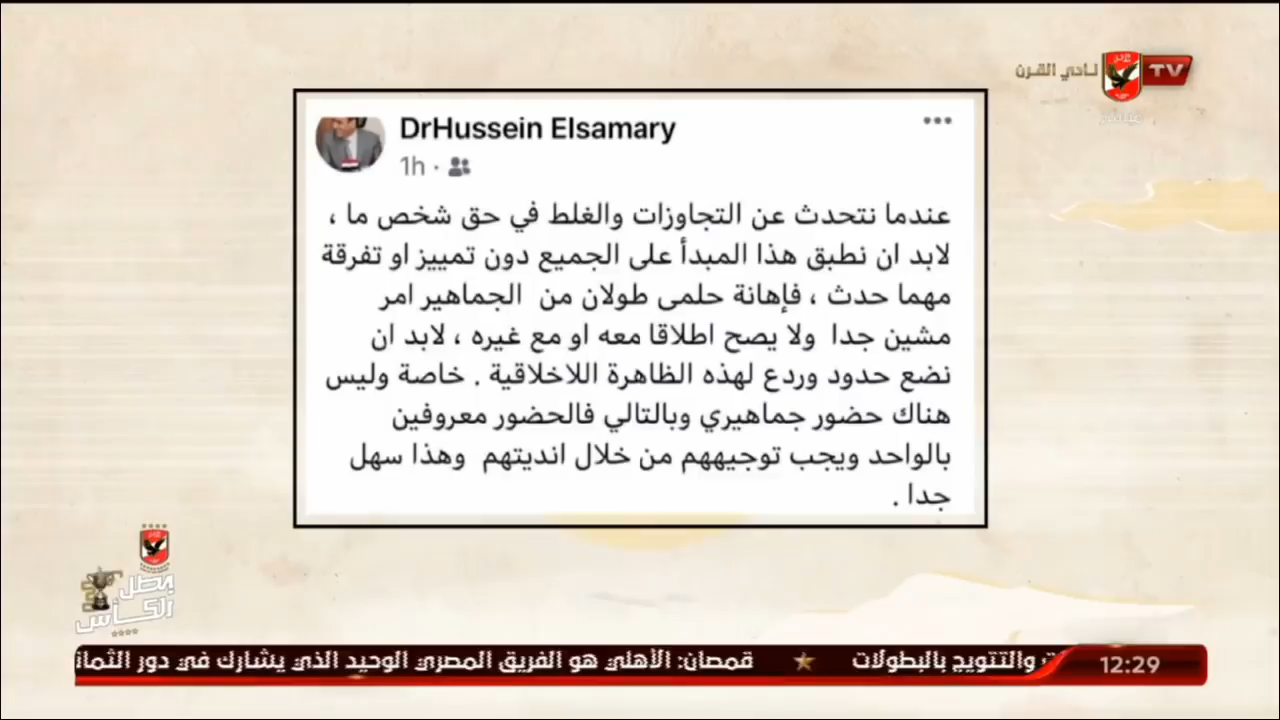 نادي القرن
TV
مباشر
DrHussein Elsamary
1h
عندما نتحدث عن التجاوزات والغلط في حق شخص ما ،
لابد ان نطبق هذا المبدأ على الجميع دون تمييز او تفرقة
مهما حدث ، فإهانة حلمى طولان من الجماهير امر
مشين جدا ولا يصح اطلاقا معه او مع غيره ، لابد ان
نضع حدود وردع لهذه الظاهرة اللاخلاقية . خاصة وليس
هناك حضور جماهيري وبالتالي فالحضور معروفين
بالواحد ويجب توجيههم من خلال انديتهم وهذا سهل
جدا .
بطل
الكأس
والتتويج بالبطولات ★ قمصان: الأهلي هو الفريق المصري الوحيد الذي يشارك في دور
12:29